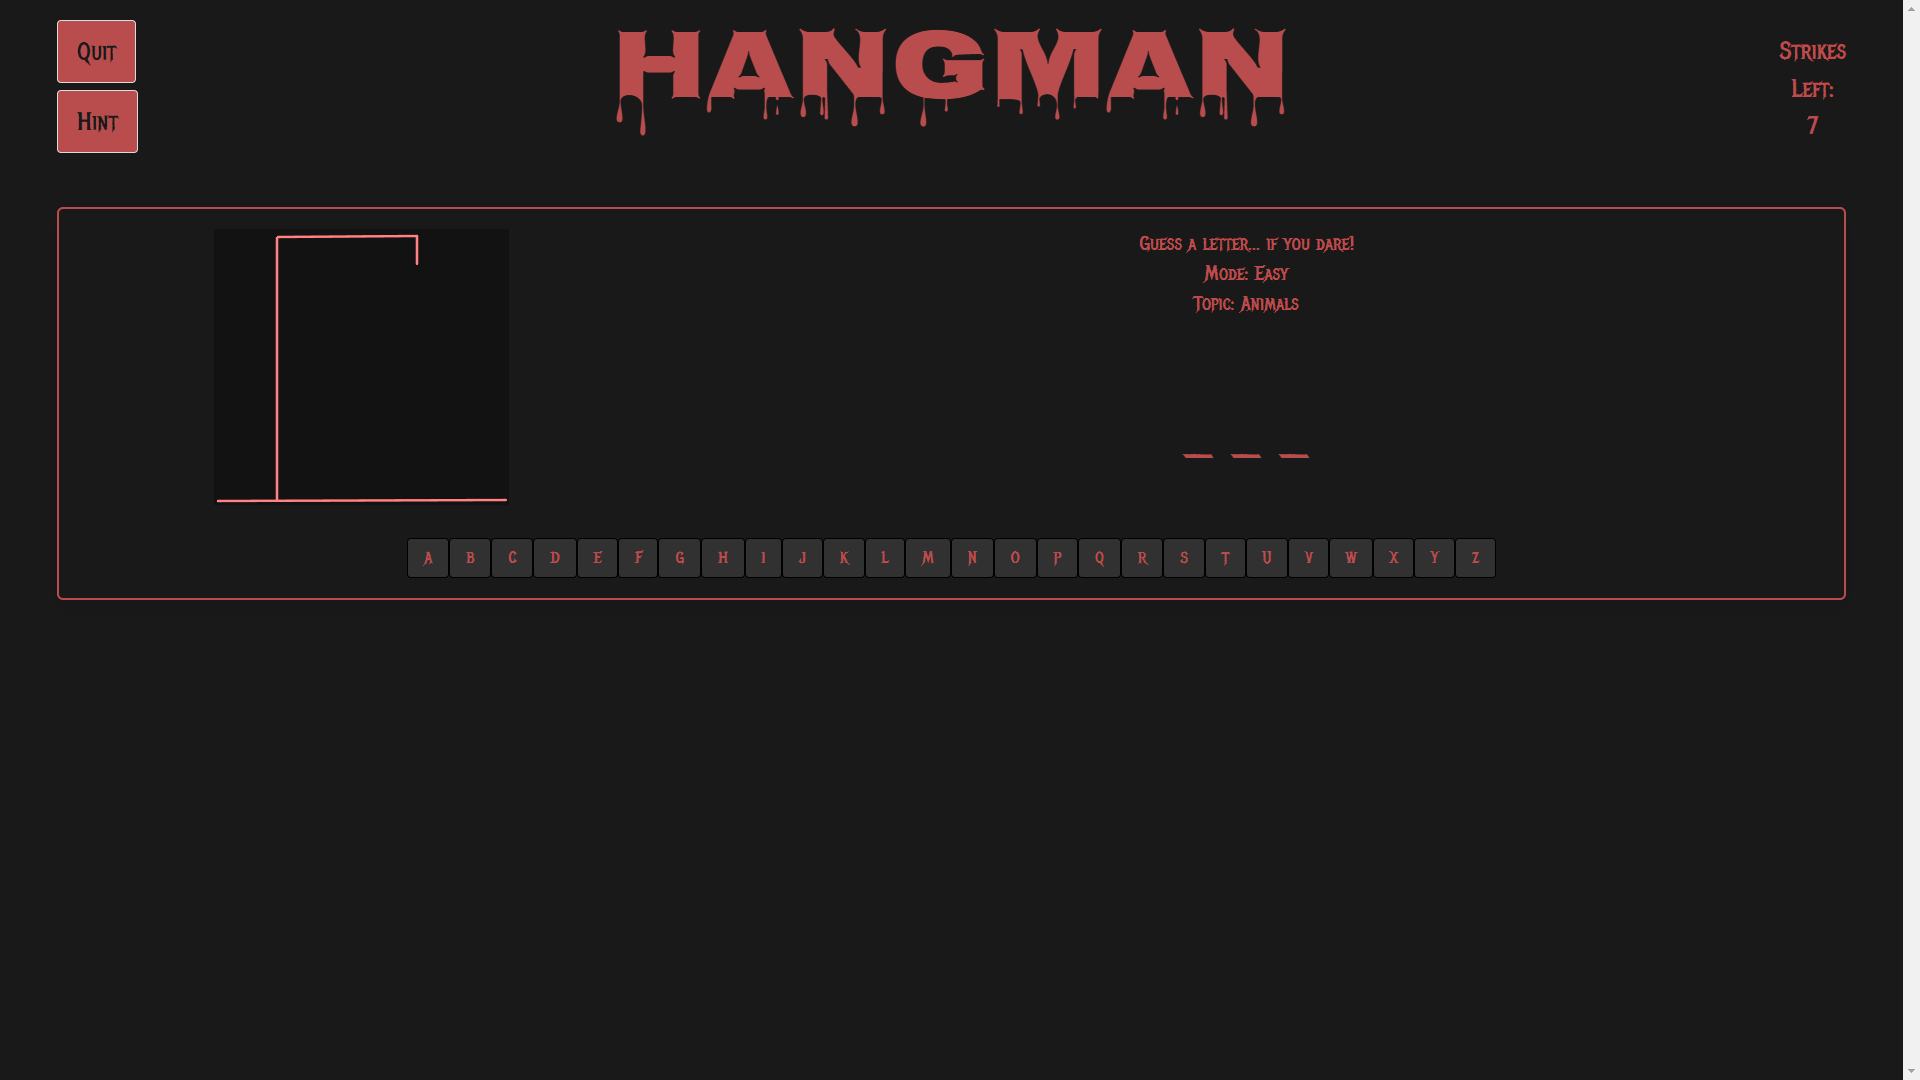 Quit
Hint
HANGMAN
Strikes
Left:
7
Guess a letter... if you dare!
Mode: Easy
Topic: Animals
_ _ _
A B C D E F G H I J K L M N O P Q R S T U V W X Y Z